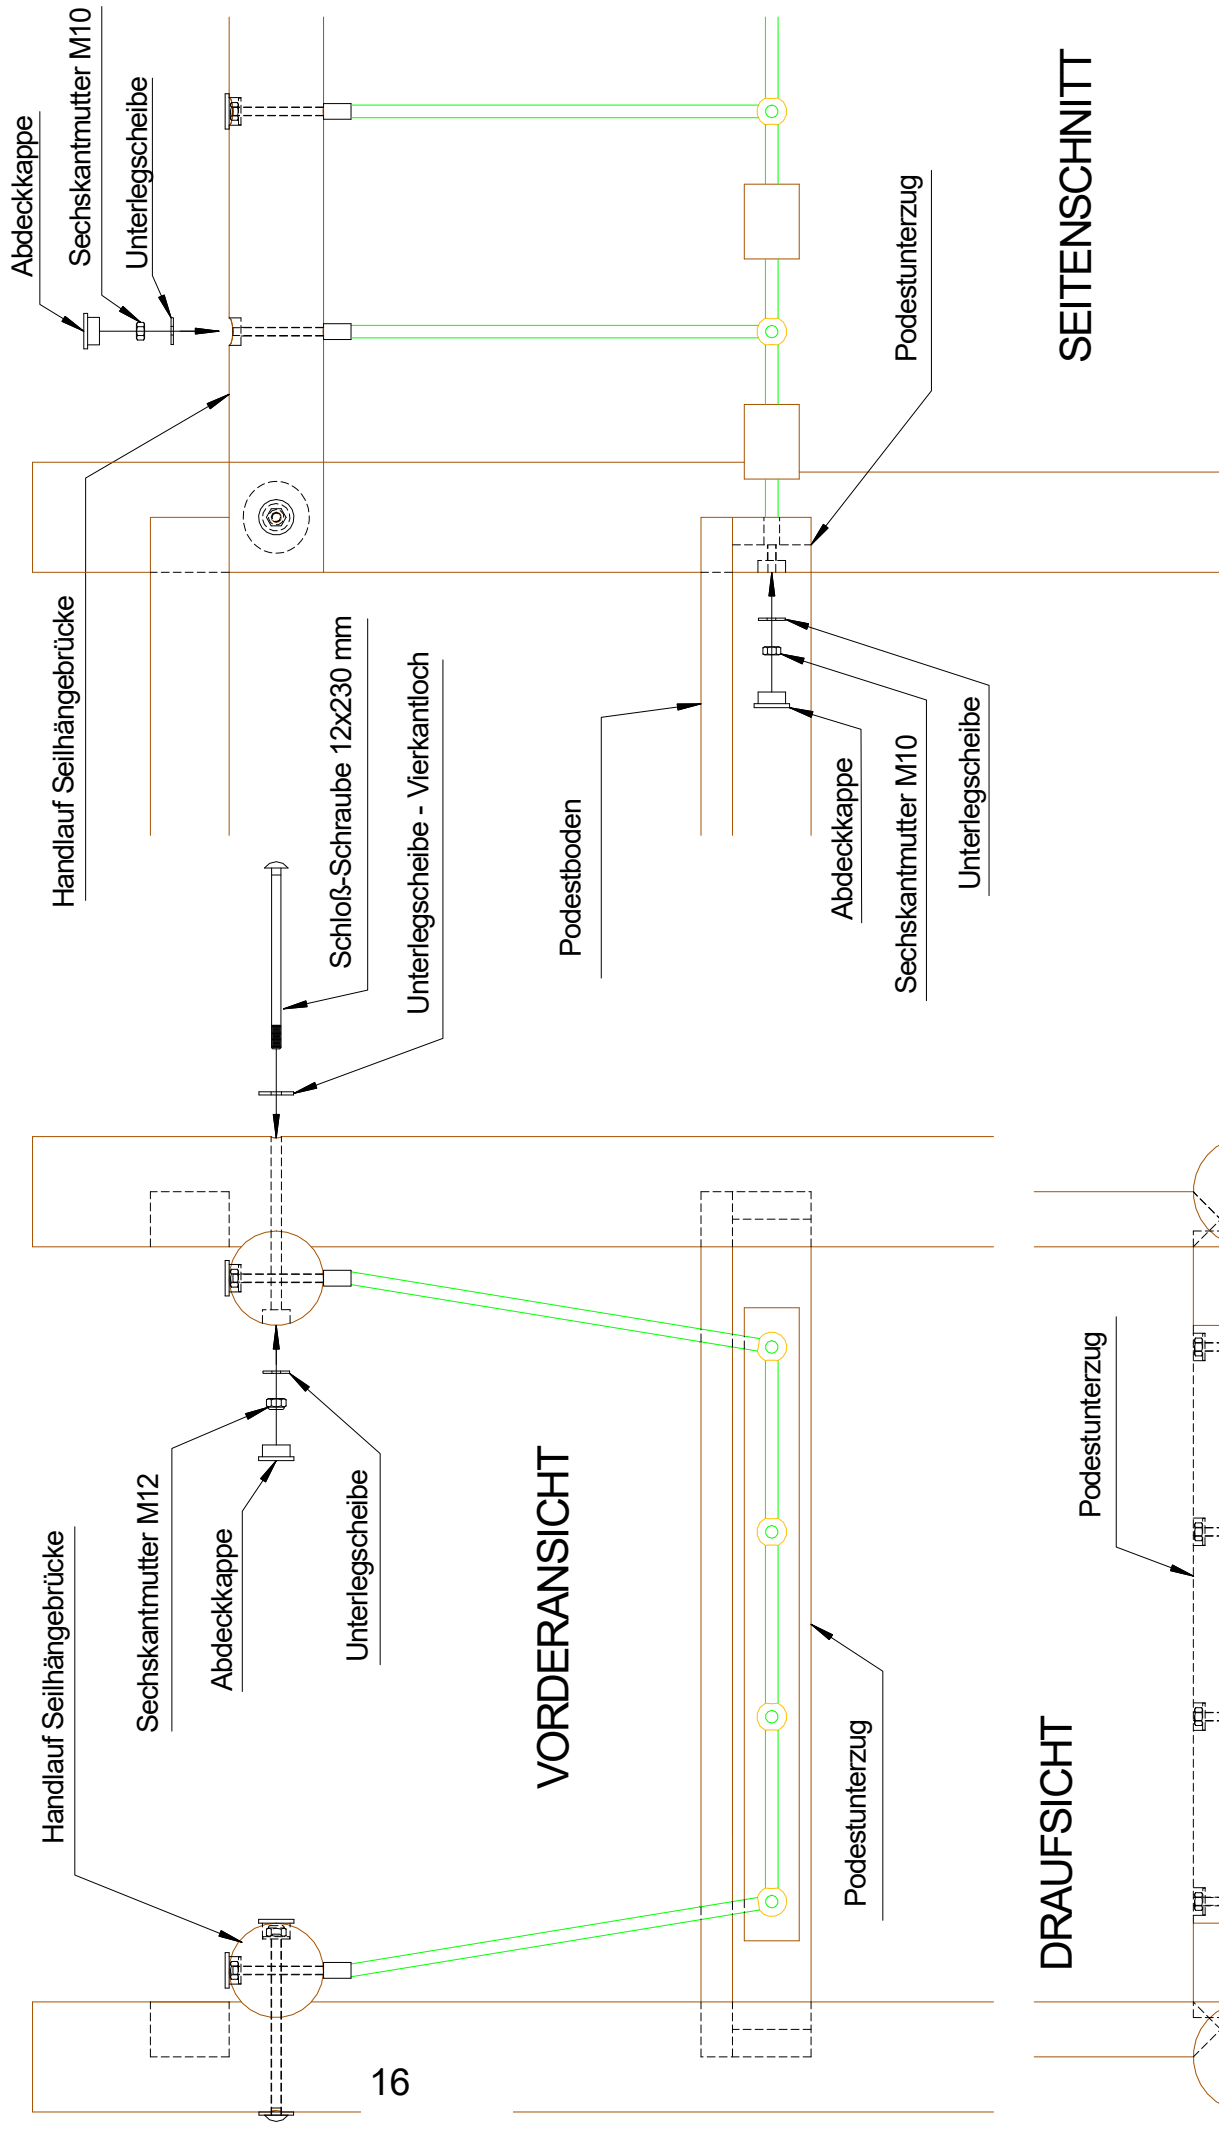 Handlauf Seilhängebrücke
Sechskantmutter M12
Abdeckkappe
Unterlegscheibe
VORDERANSICHT
Podestunterzug
Schloß-Schraube 12x230 mm
Unterlegscheibe - Vierkantloch
Handlauf Seilhängebrücke
Abdeckkappe
Sechskantmutter M10
Unterlegscheibe
Podestboden
Abdeckkappe
Sechskantmutter M10
Unterlegscheibe
Podestunterzug
SEITENSCHNITT
DRAUFSICHT
Podestunterzug
16